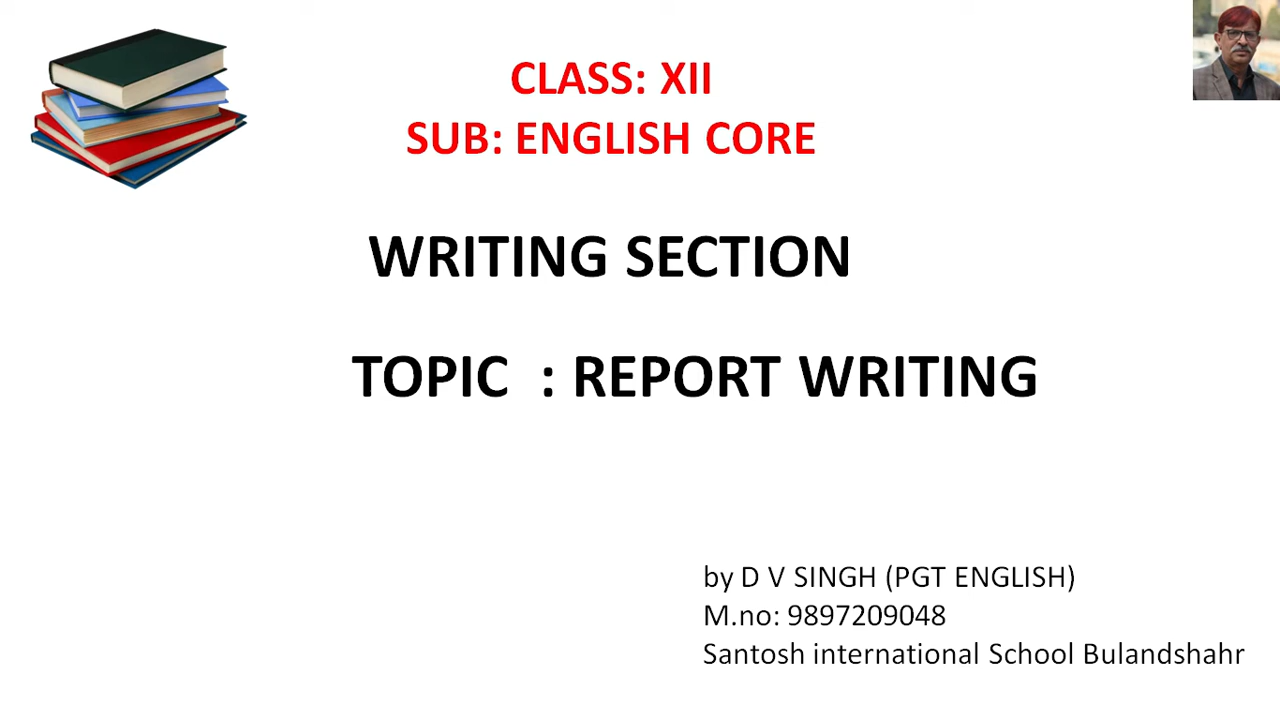 CLASS: XII
SUB: ENGLISH CORE
WRITING SECTION
TOPIC : REPORT WRITING
by D V SINGH (PGT ENGLISH)
M.no: 9897209048
Santosh international School Bulandshahr